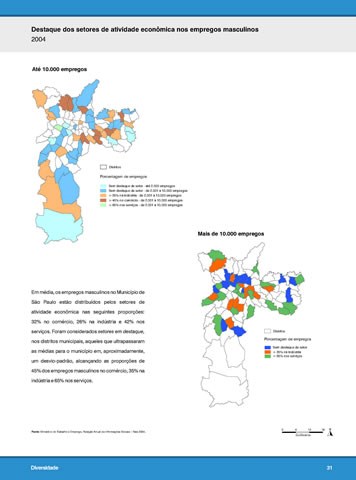 Destaque dos setores de atividade econômica nos empregos masculinos
2004
Até 10.000 empregos
Distritos
Porcentagem de empregos
Sem destaque de setor - até 5.000 empregos
Sem destaque de setor - de 5.001 a 10.000 empregos
> 35% na indústria - de 5.001 a 10.000 empregos
> 45% no comércio - de 5.001 a 10.000 empregos
> 65% nos serviços - de 5.001 a 10.000 empregos
Mais de 10.000 empregos
Em média, os empregos masculinos no Município de
São Paulo estão distribuídos pelos setores de
atividade econômica nas seguintes proporções:
32% no comércio, 26% na indústria e 42% nos
serviços. Foram considerados setores em destaque,
nos distritos municipais, aqueles que ultrapassaram
as médias para o município em, aproximadamente,
um desvio-padrão, alcançando as proporções de
45% dos empregos masculinos no comércio, 35% na
indústria e 65% nos serviços.
Distritos
Porcentagem de empregos
Sem destaque de setor
> 35% na indústria
> 65% nos serviços
Fonte: Ministério do Trabalho e Emprego. Relação Anual de Informações Sociais - Rais 2004.
Diversidade
31